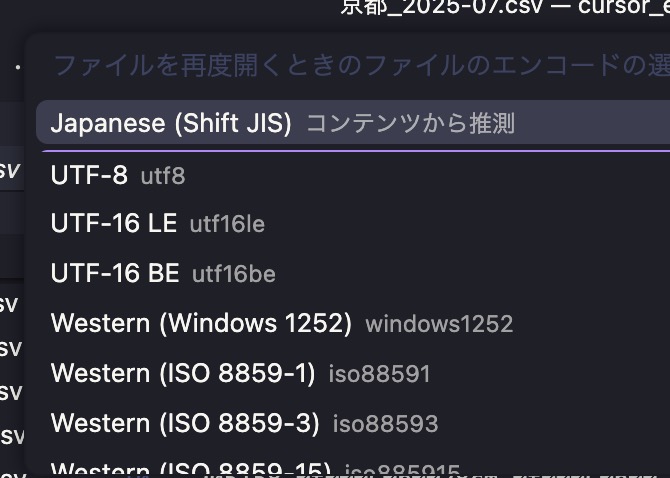 京都_2025-07.csv — cursor_e
ファイルを再度開くときのファイルのエンコードの選
Japanese (Shift JIS) コンテンツから推測
sv
UTF-8 utf8
UTF-16 LE utf16le
UTF-16 BE utf16be
sv
Western (Windows 1252) windows1252
sv
Western (ISO 8859-1) iso88591
sv
Western (ISO 8859-3) iso88593
sv
Western (ISO 8859-15) iso885915